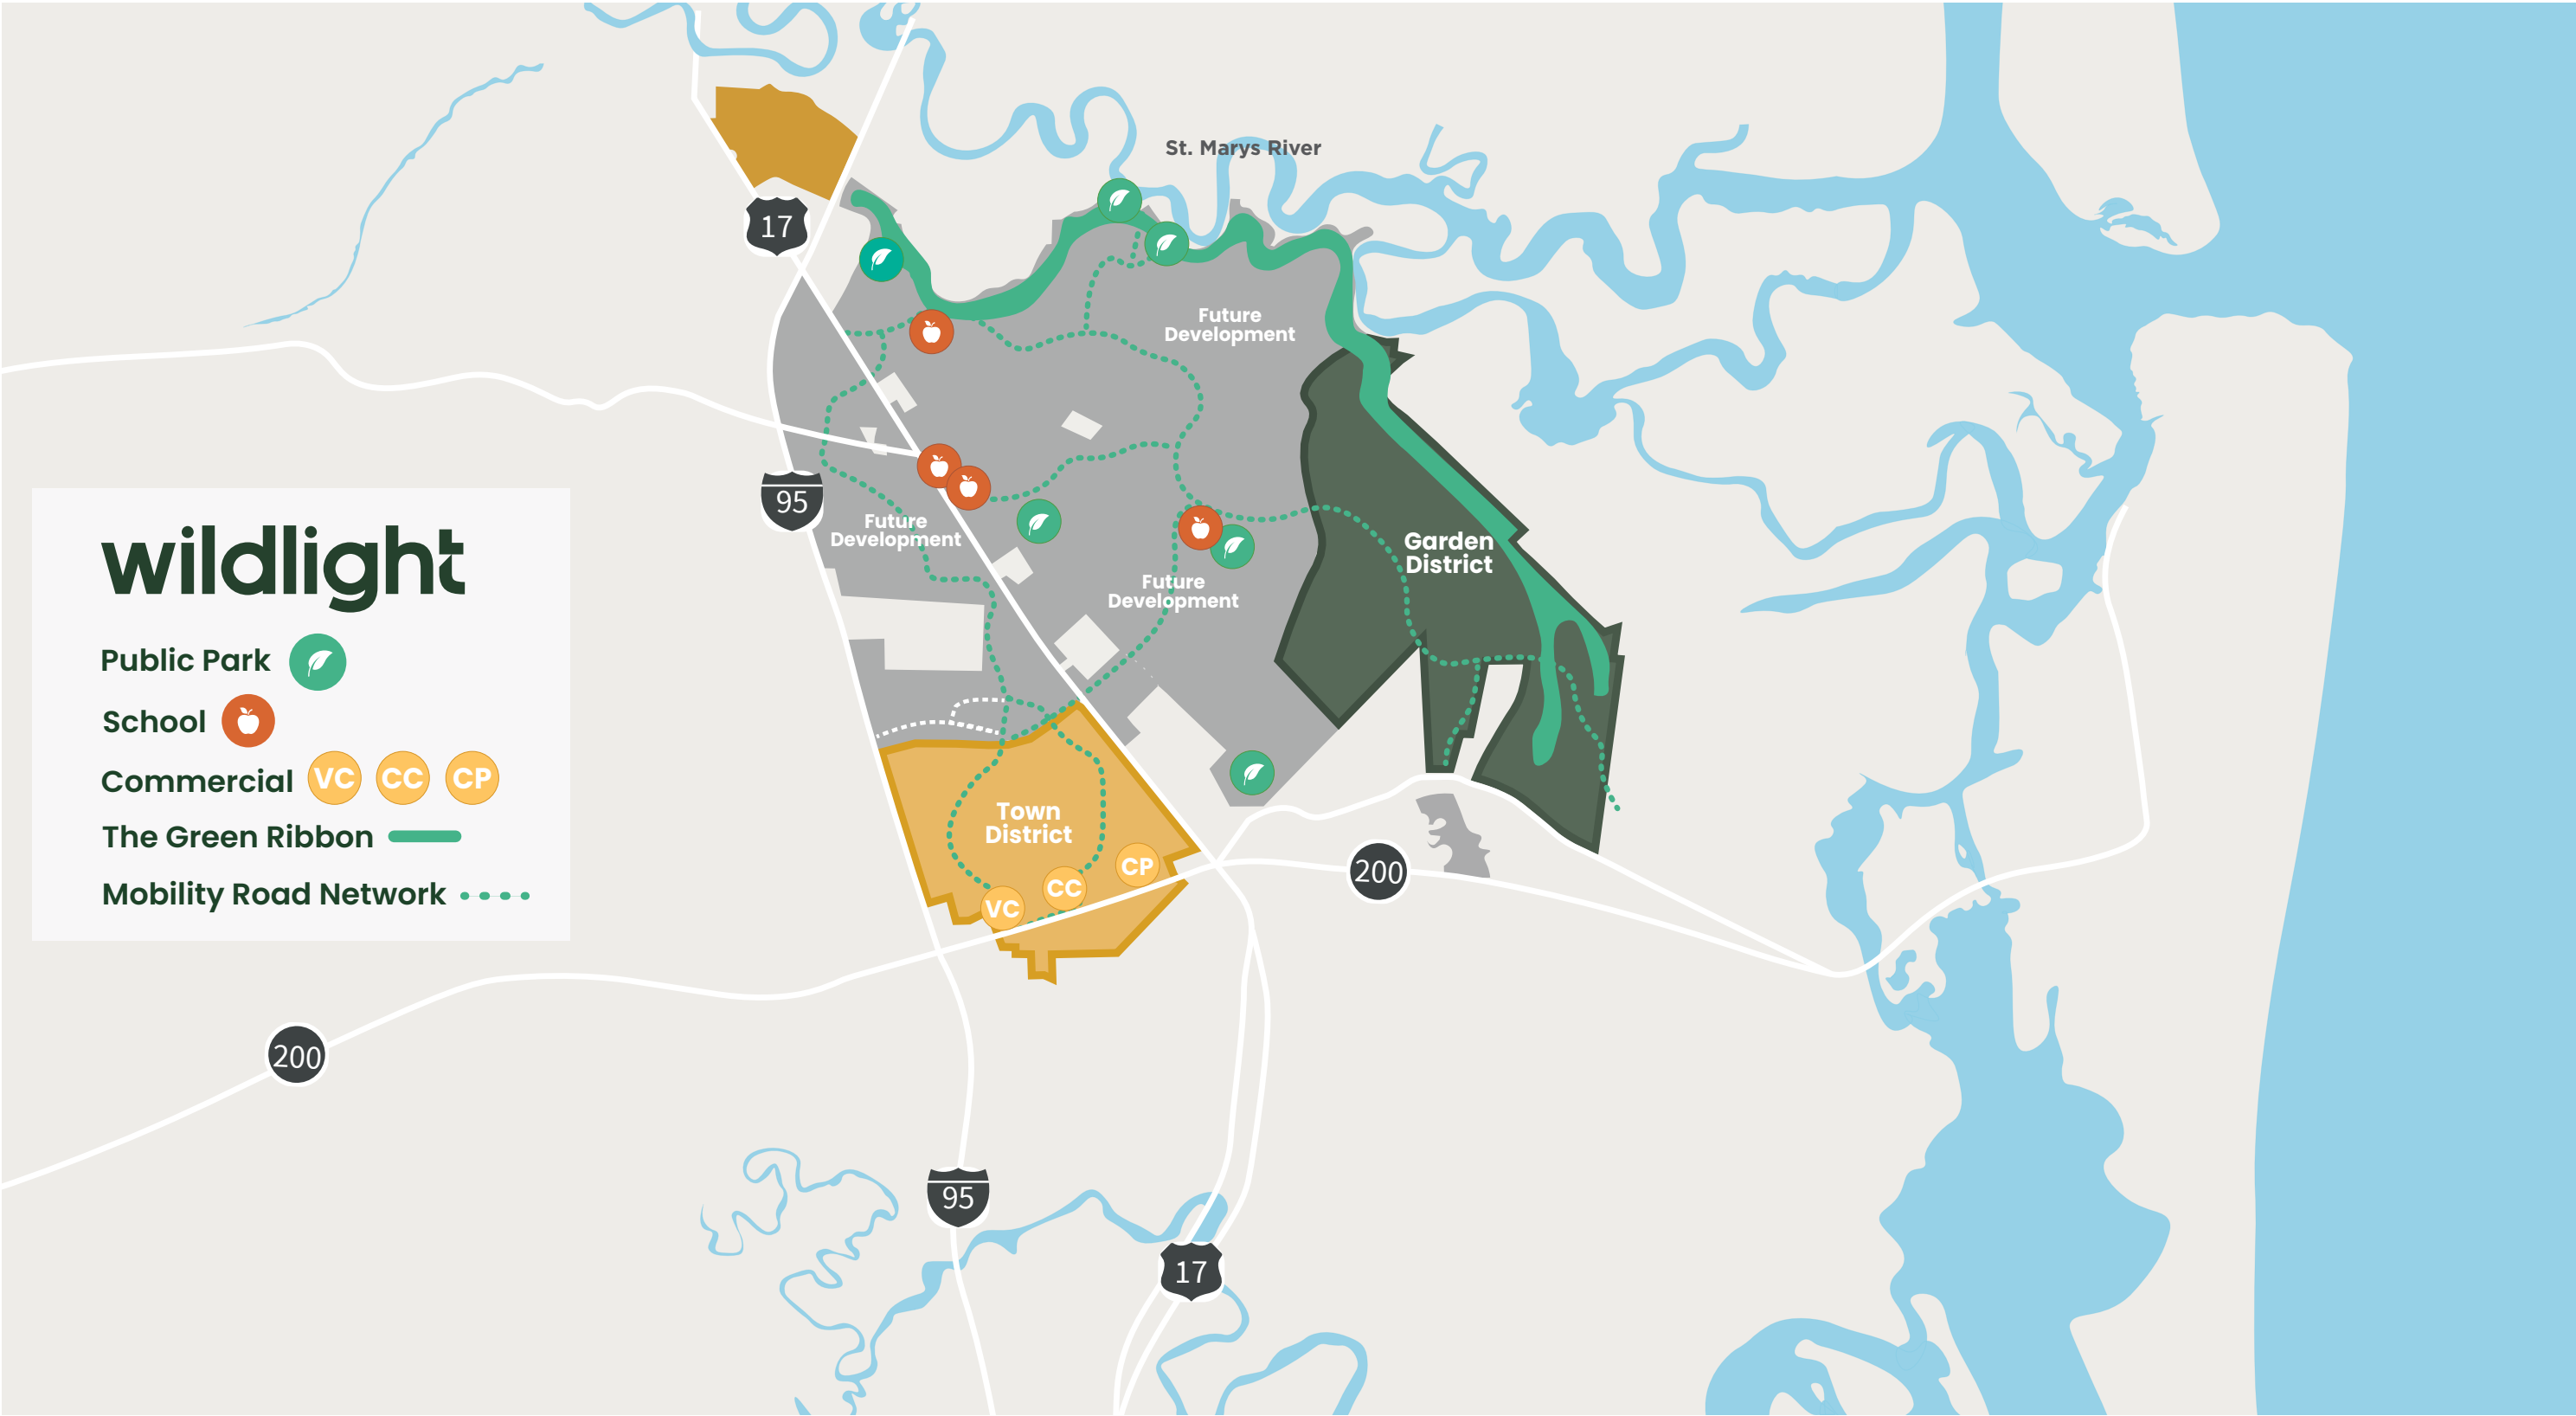 St. Marys River
17
Future
Development
95
Future
Development
Garden
District
Future
Development
wildlight
Public Park
School
Commercial VC CC CP
The Green Ribbon
Mobility Road Network
Town
District
CP
CC
VC
200
200
95
17